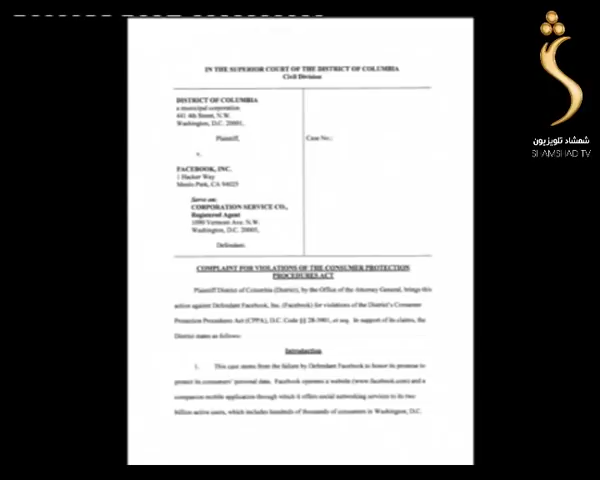 IN THE SUPERIOR COURT OF THE DISTRICT OF COLUMBIA
Civil Division
DISTRICT OF COLUMBIA
a municipal corporation
441 4th Street, N.W.
Washington, D.C. 20001,
Plaintiff,
v.
FACEBOOK, INC.
1 Hacker Way
Menlo Park, CA 94025
Serve on:
CORPORATION SERVICE CO.,
Registered Agent
1090 Vermont Ave. N.W.
Washington, D.C. 20005,
Defendant.
Case No.:
COMPLAINT FOR VIOLATIONS OF THE CONSUMER PROTECTION
PROCEDURES ACT
Plaintiff District of Columbia (District), by the Office of the Attorney General, brings this
action against Defendant Facebook, Inc. (Facebook) for violations of the District's Consumer
Protection Procedures Act (CPPA), D.C. Code §§ 28-3901, et seq. In support of its claims, the
District states as follows:
Introduction
1. This case stems from the failure by Defendant Facebook to honor its promise to
protect its consumers' personal data. Facebook operates a website (www.facebook.com) and a
companion mobile application through which it offers social networking services to its two
billion active users, which includes hundreds of thousands of consumers in Washington, D.C.
شمشاد تلویزیون
SHAMSHAD TV